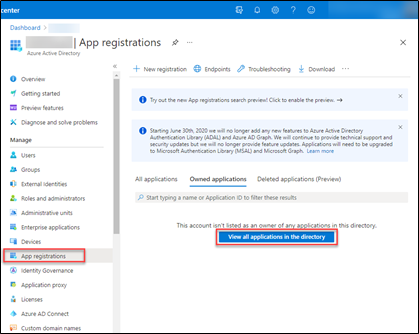 center
Dashboard >
| App registrations
Azure Active Directory
Overview
Getting started
Preview features
Diagnose and solve problems
Manage
Users
Groups
External Identities
Roles and administrators
Administrative units
Enterprise applications
Devices
App registrations
Identity Governance
Application proxy
Licenses
Azure AD Connect
Custom domain names
+ New registration Endpoints Troubleshooting Download ...
Try out the new App registrations search preview! Click to enable the preview. →
Starting June 30th, 2020 we will no longer add any new features to Azure Active Directory
Authentication Library (ADAL) and Azure AD Graph. We will continue to provide technical support and
security updates but we will no longer provide feature updates. Applications will need to be upgraded
to Microsoft Authentication Library (MSAL) and Microsoft Graph. Learn more
All applications Owned applications Deleted applications (Preview)
Start typing a name or Application ID to filter these results
This account isn't listed as an owner of any applications in this directory.
View all applications in the directory